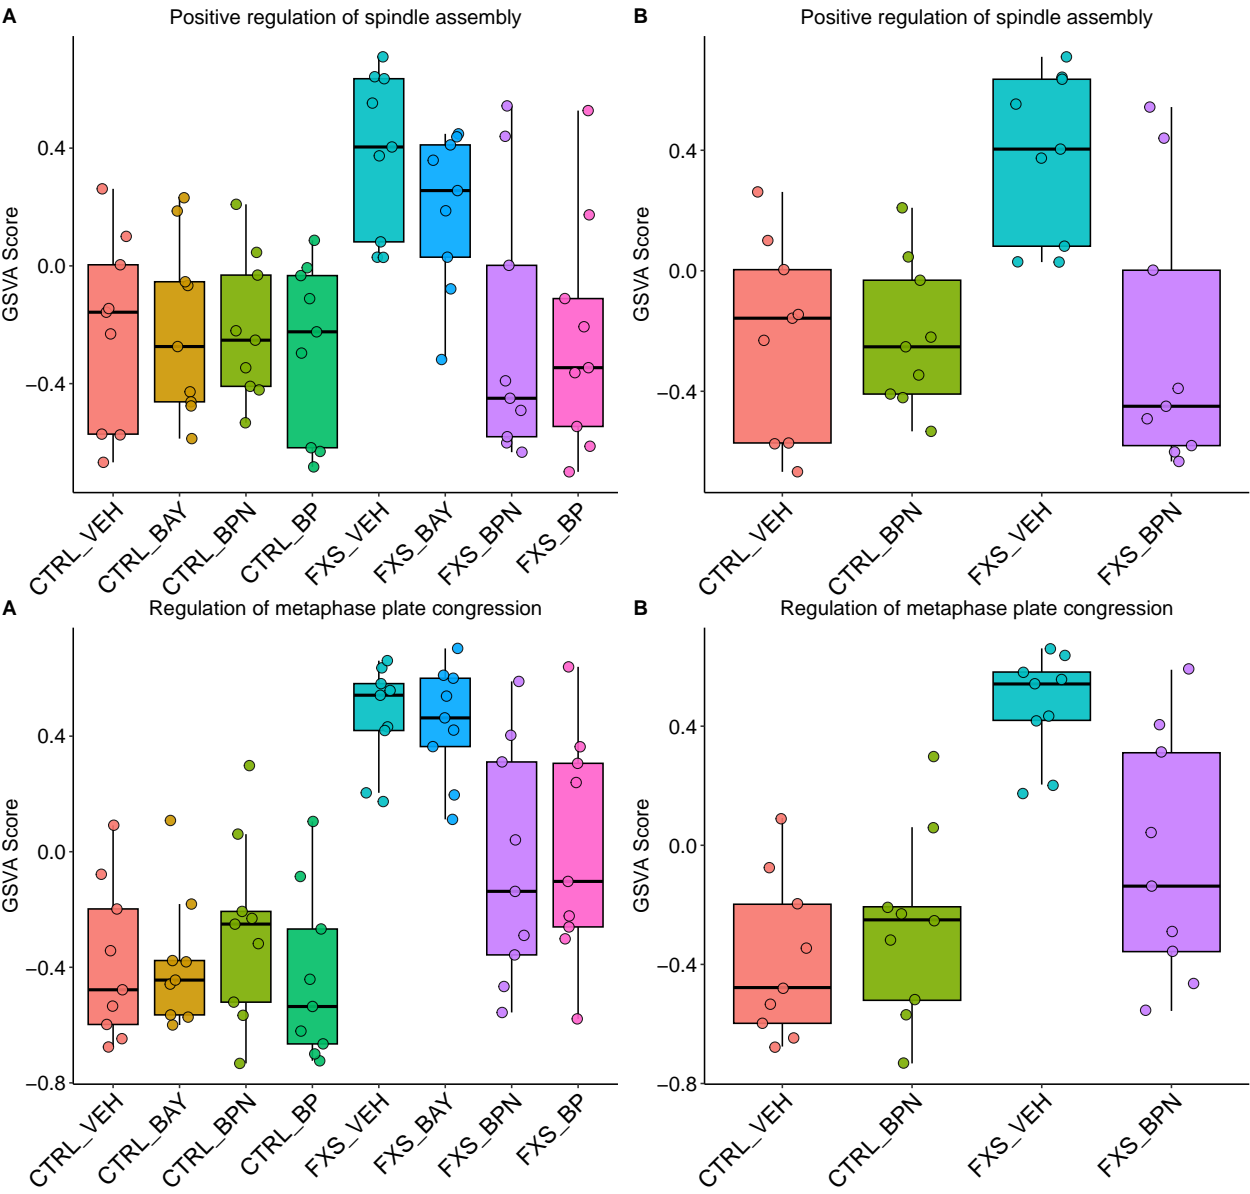 A
Positive regulation of spindle assembly
GSVA Score
0.4
0.0
−0.4
CTRL_VEH
CTRL_BAY
CTRL_BPN
CTRL_BP
FXS_VEH
FXS_BAY
FXS_BPN
FXS_BP
B
Positive regulation of spindle assembly
GSVA Score
0.4
0.0
−0.4
CTRL_VEH
CTRL_BPN
FXS_VEH
FXS_BPN
A
Regulation of metaphase plate congression
GSVA Score
0.4
0.0
−0.4
−0.8
CTRL_VEH
CTRL_BAY
CTRL_BPN
CTRL_BP
FXS_VEH
FXS_BAY
FXS_BPN
FXS_BP
B
Regulation of metaphase plate congression
GSVA Score
0.4
0.0
−0.4
−0.8
CTRL_VEH
CTRL_BPN
FXS_VEH
FXS_BPN